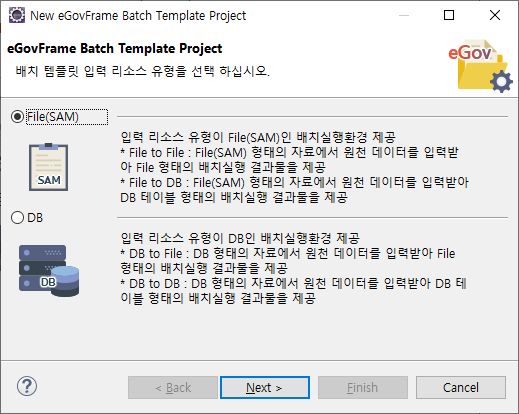 New eGovFrame Batch Template Project
eGovFrame Batch Template Project
배치 템플릿 입력 리소스 유형을 선택 하십시오.
eGov
File(SAM)
입력 리소스 유형이 File(SAM)인 배치실행환경 제공
* File to File : File(SAM) 형태의 자료에서 원천 데이터를 입력받
아 File 형태의 배치실행 결과물을 제공
* File to DB : File(SAM) 형태의 자료에서 원천 데이터를 입력받아
DB 테이블 형태의 배치실행 결과물을 제공
SAM
DB
입력 리소스 유형이 DB인 배치실행환경 제공
* DB to File : DB 형태의 자료에서 원천 데이터를 입력받아 File
형태의 배치실행 결과물을 제공
* DB to DB : DB 형태의 자료에서 원천 데이터를 입력받아 DB 테
이블 형태의 배치실행 결과물을 제공
DB
?
< Back
Next >
Finish
Cancel